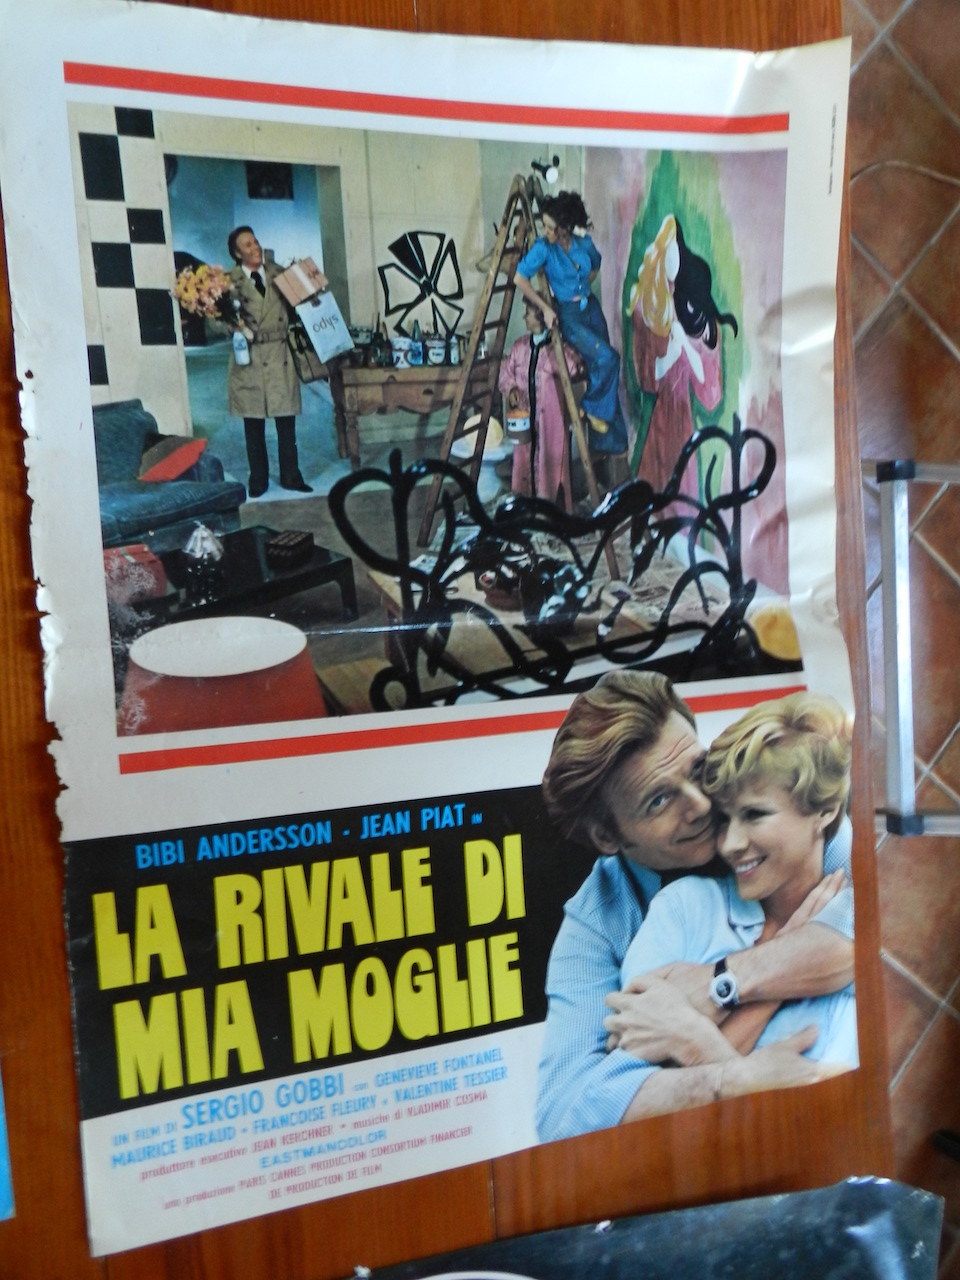 odys
BIBI ANDERSSON - JEAN PIAT IN
LA RIVALE DI
MIA MOGLIE
UN FILM DI SERGIO GOBBI con GENEVIEVE FONTANEL
MAURICE BIRAUD - FRANCOISE FLEURY e VALENTINE TESSIER
produttore esecutivo JEAN KERCHNER - musiche di VLADIMIR COSMA
EASTMANCOLOR
una produzione PARIS CANNES PRODUCTION CONSORTIUM FINANCIER
DE PRODUCTION DE FILM